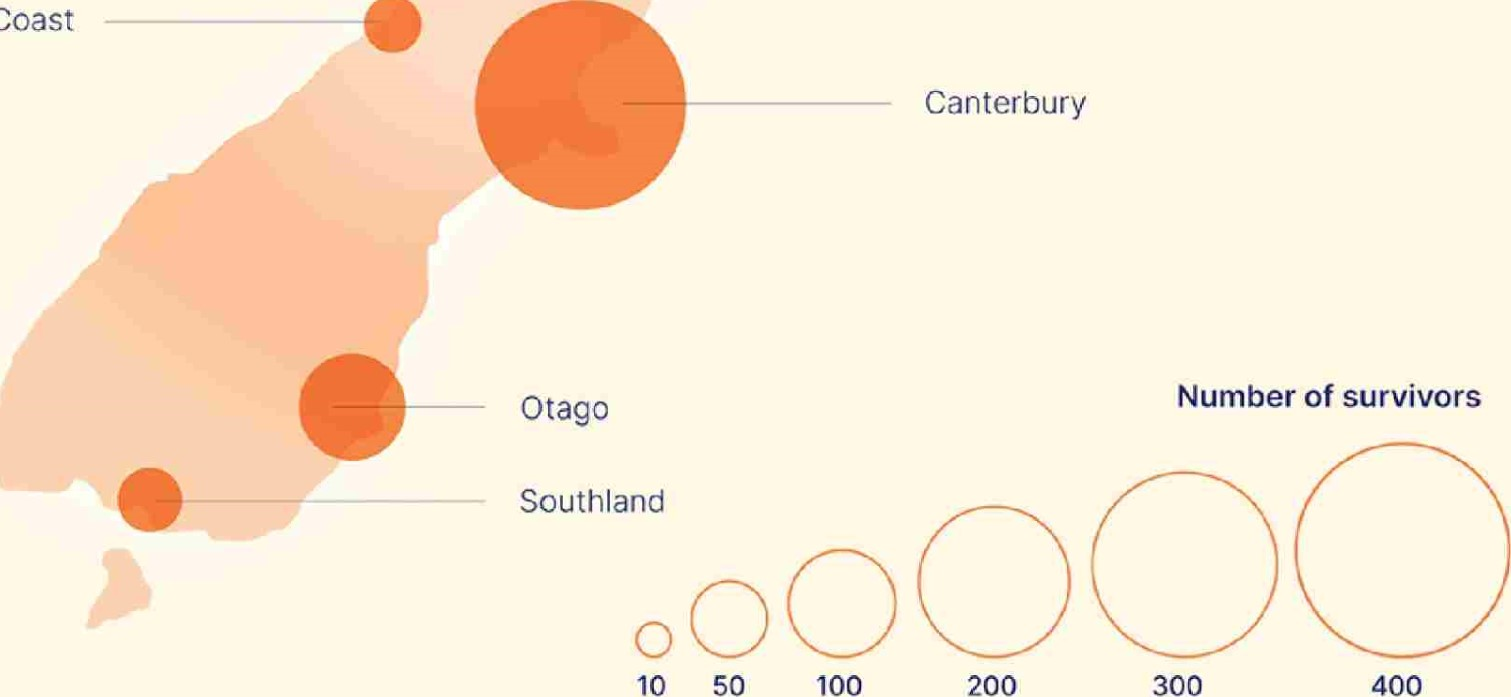 Coast
Canterbury
Otago
Southland
Number of survivors
10 50 100 200 300 400